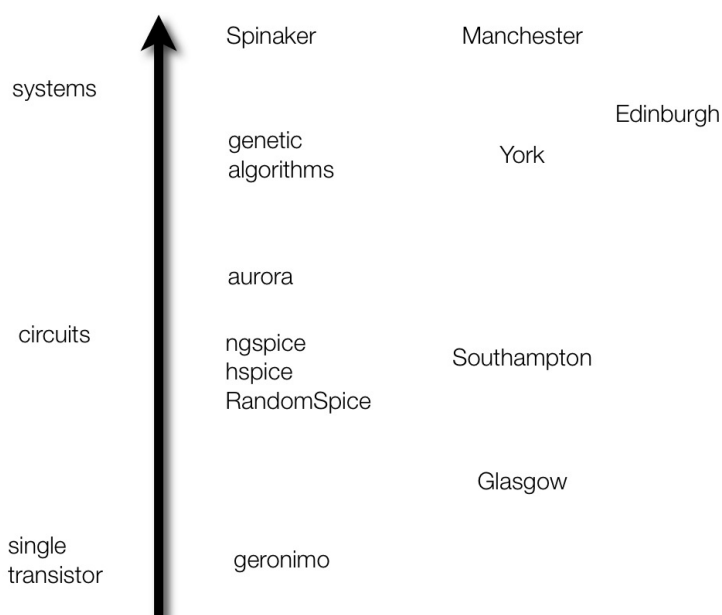 Spinaker
Manchester
systems
Edinburgh
genetic
algorithms
York
aurora
circuits
ngspice
hspice
RandomSpice
Southampton
Glasgow
single
transistor
geronimo